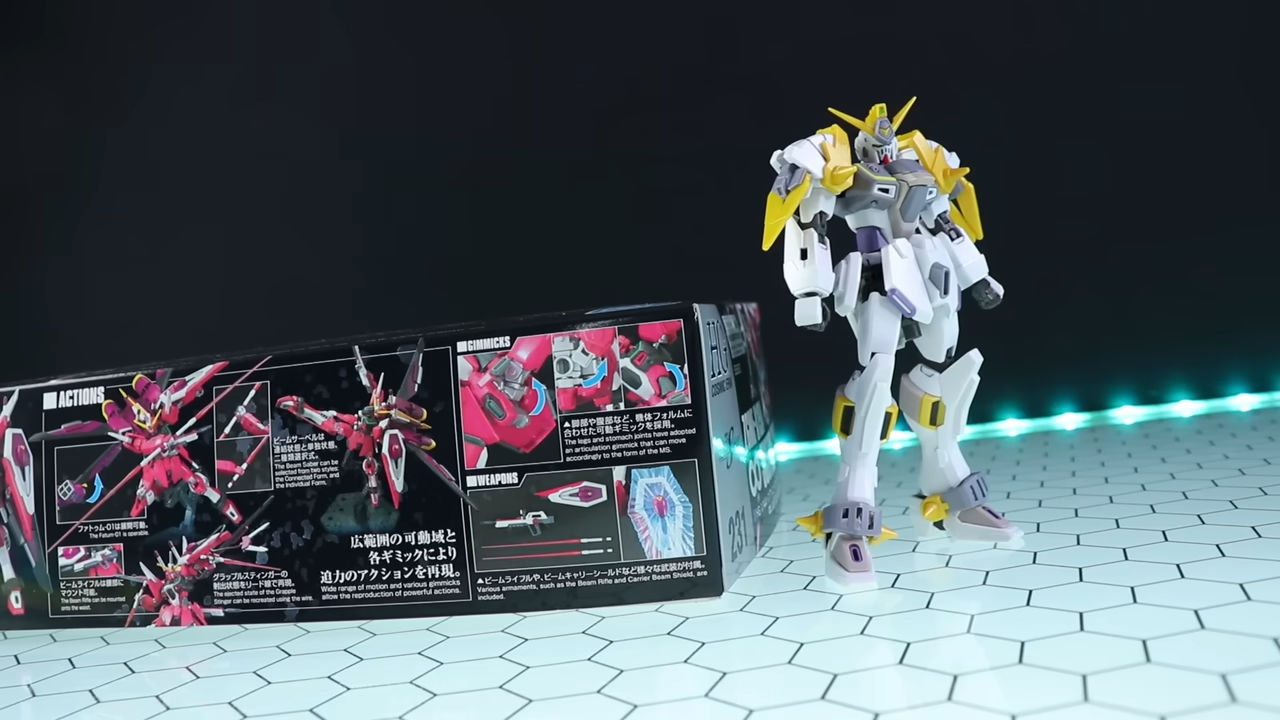 ACTIONS
ファトゥム-01は展開可動。
The Fatum-01 is operable.
ビームライフルは腰部に
マウント可能。
The Beam Rifle can be mounted
onto the waist.
ビームサーベルは
連結状態と単独状態、
二種類選択式。
The Beam Saber can be
selected from two styles:
the Connected Form, and
the Individual Form.
グラップルスティンガーの
射出状態をリード線で再現。
The ejected state of the Grapple
Stinger can be recreated using the wire.
広範囲の可動域と
各ギミックにより
迫力のアクションを再現。
Wide range of motion and various gimmicks
allow the reproduction of powerful actions.
GIMMICKS
▲脚部や腹部など、機体フォルムに
合わせた可動ギミックを採用。
The legs and stomach joints have adopted
an articulation gimmick that can move
accordingly to the form of the MS.
WEAPONS
▲ビームライフルや、ビームキャリーシールドなど様々な武装が付属。
Various armaments, such as the Beam Rifle and Carrier Beam Shield, are
included.
HG
COSMIC ERA
231